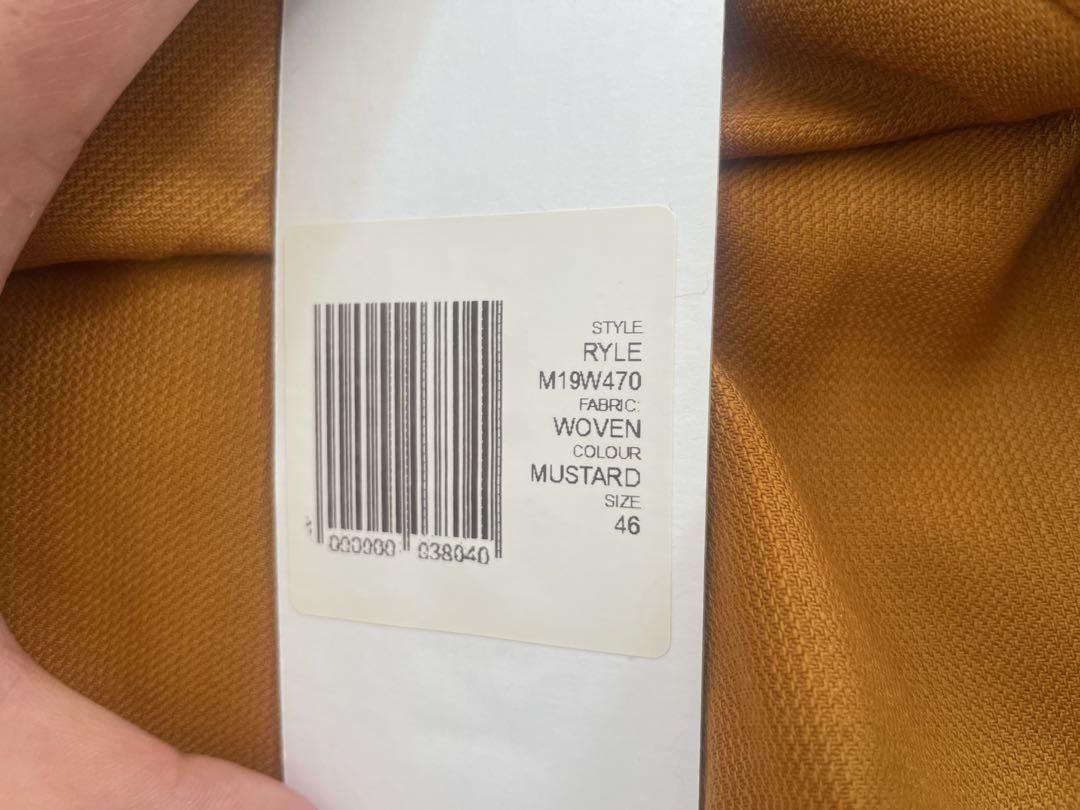 STYLE
RYLE
M19W470
FABRIC:
WOVEN
COLOUR
MUSTARD
SIZE
46
000000 038040